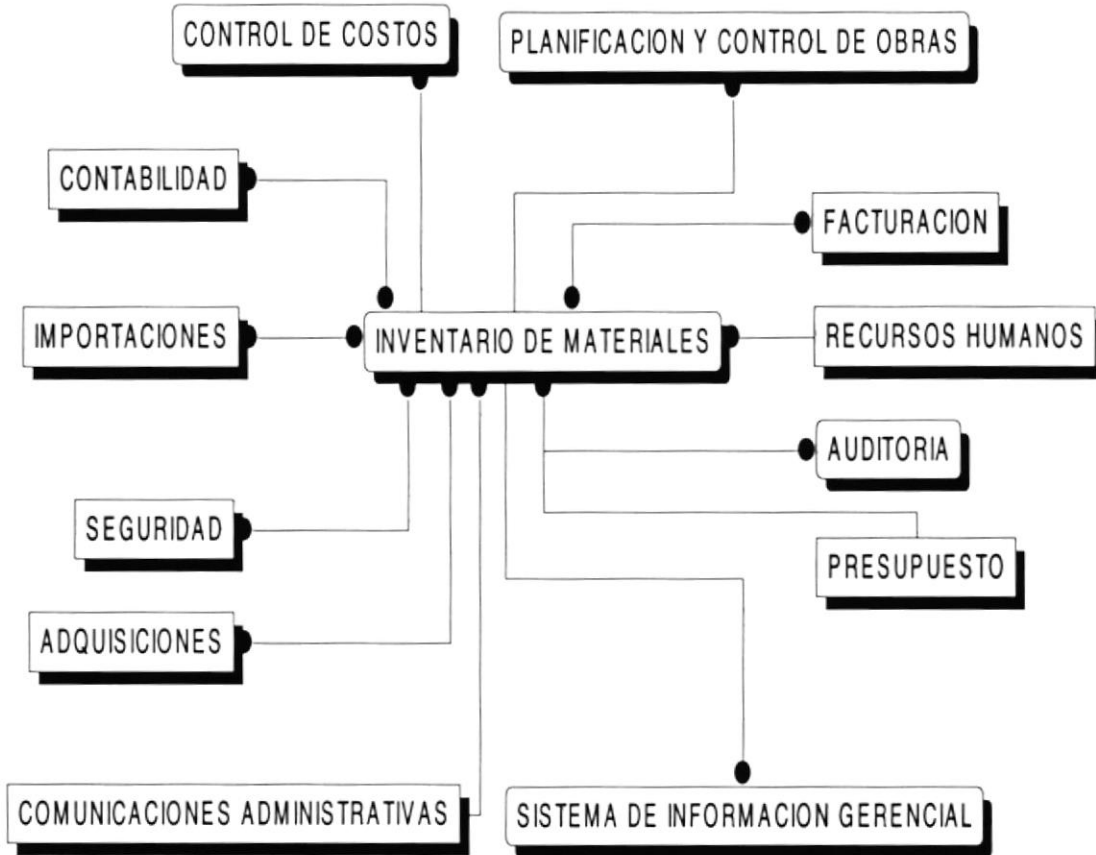 CONTROL DE COSTOS
PLANIFICACION Y CONTROL DE OBRAS
CONTABILIDAD
FACTURACION
IMPORTACIONES
INVENTARIO DE MATERIALES
RECURSOS HUMANOS
AUDITORIA
SEGURIDAD
PRESUPUESTO
ADQUISICIONES
COMUNICACIONES ADMINISTRATIVAS
SISTEMA DE INFORMACION GERENCIAL